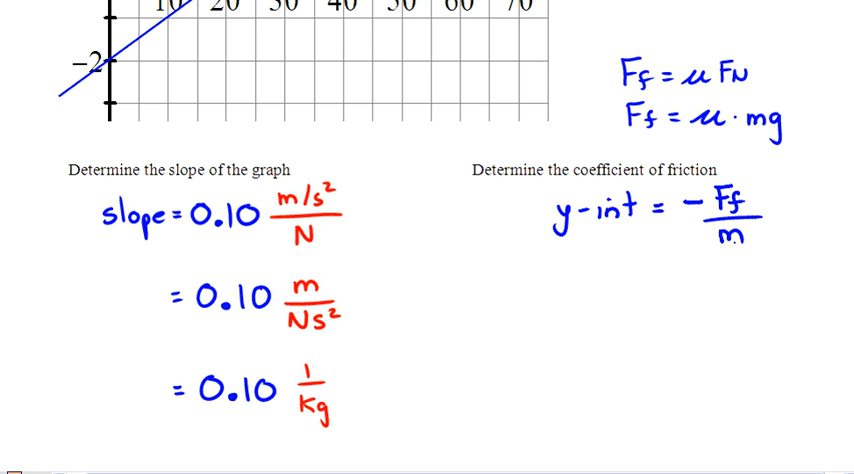 10 20 30 40 50 60 70
-2
Ff = μ FN
Ff = μ · mg
Determine the slope of the graph
slope = 0.10 m/s² / N
= 0.10 m / Ns²
= 0.10 1 / Kg
Determine the coefficient of friction
y-int = - Ff / m